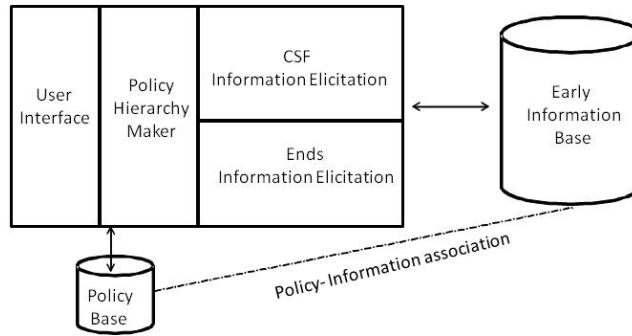 User
Interface
Policy
Hierarchy
Maker
CSF
Information Elicitation
Ends
Information Elicitation
Early
Information
Base
Policy
Base
Policy- Information association